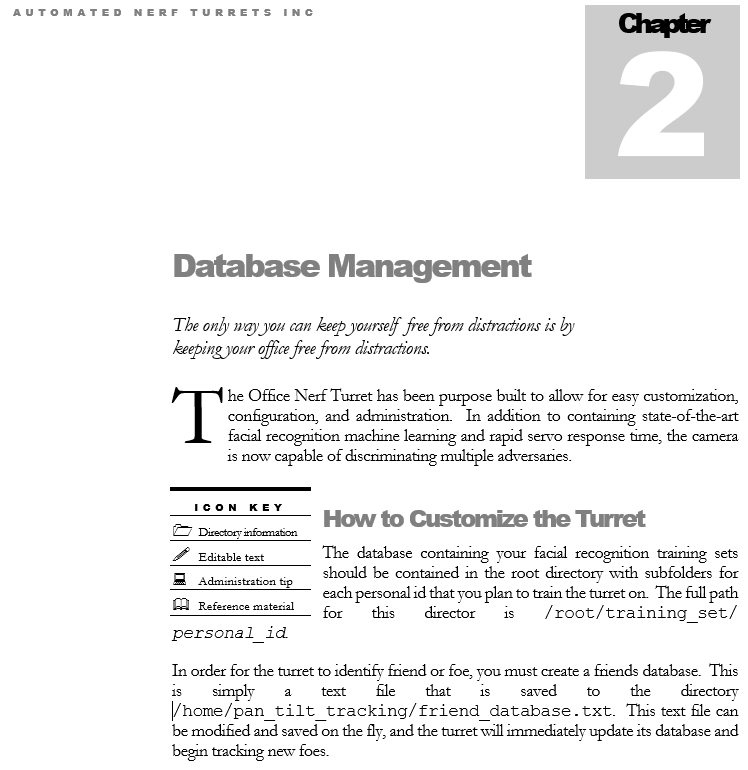 AUTOMATED NERF TURRETS INC
Chapter
2
Database Management
The only way you can keep yourself free from distractions is by
keeping your office free from distractions.
The Office Nerf Turret has been purpose built to allow for easy customization,
configuration, and administration. In addition to containing state-of-the-art
facial recognition machine learning and rapid servo response time, the camera
is now capable of discriminating multiple adversaries.
ICON KEY
Directory information
Editable text
Administration tip
Reference material
How to Customize the Turret
The database containing your facial recognition training sets
should be contained in the root directory with subfolders for
each personal id that you plan to train the turret on. The full path
for this director is /root/training_set/
personal_id.
In order for the turret to identify friend or foe, you must create a friends database. This
is simply a text file that is saved to the directory
/home/pan_tilt_tracking/friend_database.txt. This text file can
be modified and saved on the fly, and the turret will immediately update its database and
begin tracking new foes.